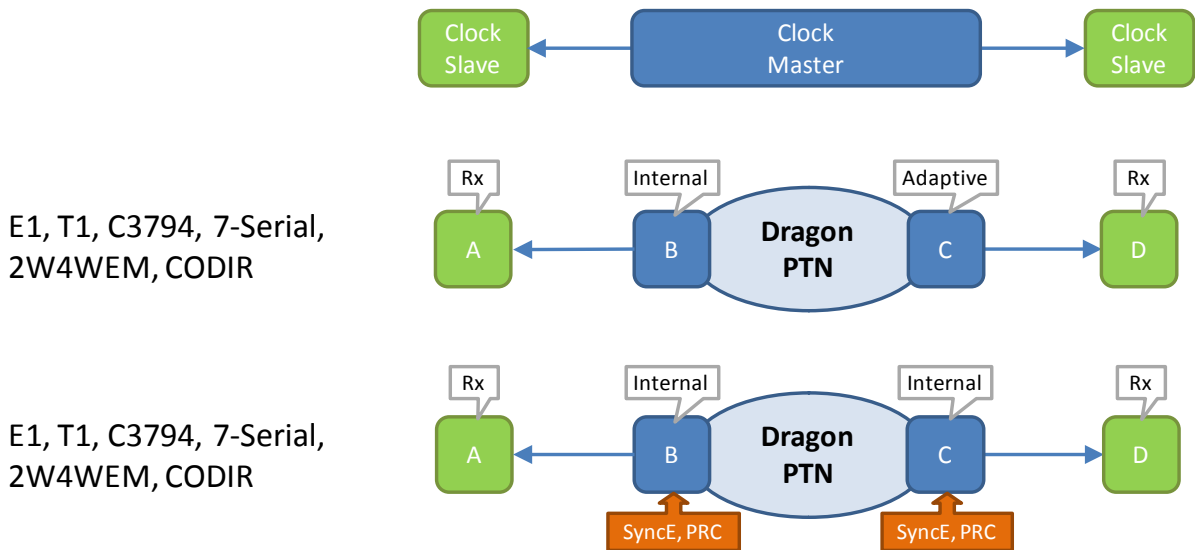 Clock
Slave
Clock
Master
Clock
Slave
Rx
Internal
Adaptive
Rx
E1, T1, C3794, 7-Serial,
2W4WEM, CODIR
A
B
Dragon
PTN
C
D
Rx
Internal
Internal
Rx
E1, T1, C3794, 7-Serial,
2W4WEM, CODIR
A
B
Dragon
PTN
C
D
SyncE, PRC
SyncE, PRC